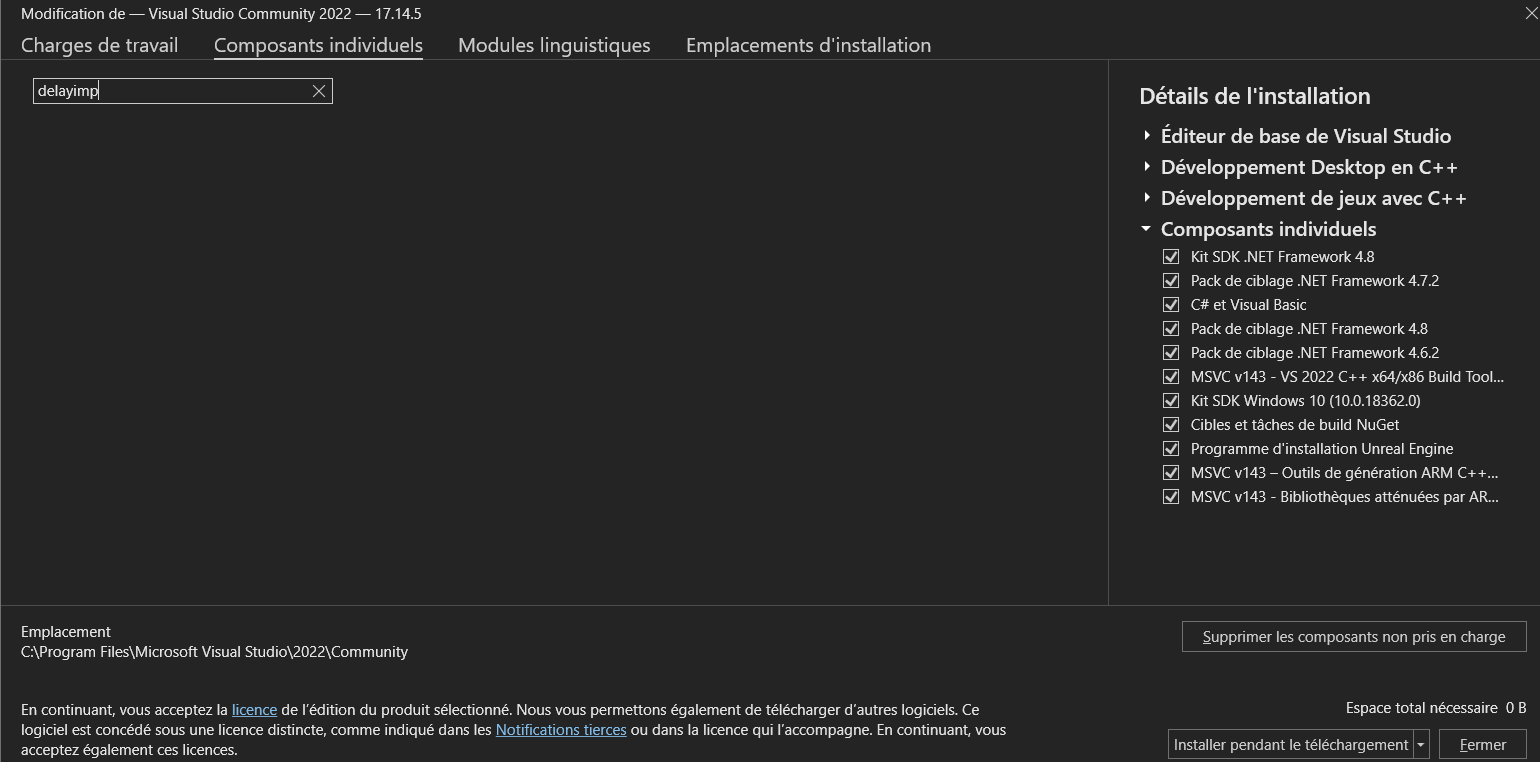 Modification de — Visual Studio Community 2022 — 17.14.5
Charges de travail
Composants individuels
Modules linguistiques
Emplacements d'installation
delayimp
Détails de l'installation
Éditeur de base de Visual Studio
Développement Desktop en C++
Développement de jeux avec C++
Composants individuels
Kit SDK .NET Framework 4.8
Pack de ciblage .NET Framework 4.7.2
C# et Visual Basic
Pack de ciblage .NET Framework 4.8
Pack de ciblage .NET Framework 4.6.2
MSVC v143 - VS 2022 C++ x64/x86 Build Tool...
Kit SDK Windows 10 (10.0.18362.0)
Cibles et tâches de build NuGet
Programme d'installation Unreal Engine
MSVC v143 – Outils de génération ARM C++...
MSVC v143 - Bibliothèques atténuées par AR...
Emplacement
C:\Program Files\Microsoft Visual Studio\2022\Community
Supprimer les composants non pris en charge
En continuant, vous acceptez la licence de l’édition du produit sélectionné. Nous vous permettons également de télécharger d’autres logiciels. Ce
logiciel est concédé sous une licence distincte, comme indiqué dans les Notifications tierces ou dans la licence qui l’accompagne. En continuant, vous
acceptez également ces licences.
Espace total nécessaire 0 B
Installer pendant le téléchargement
Fermer